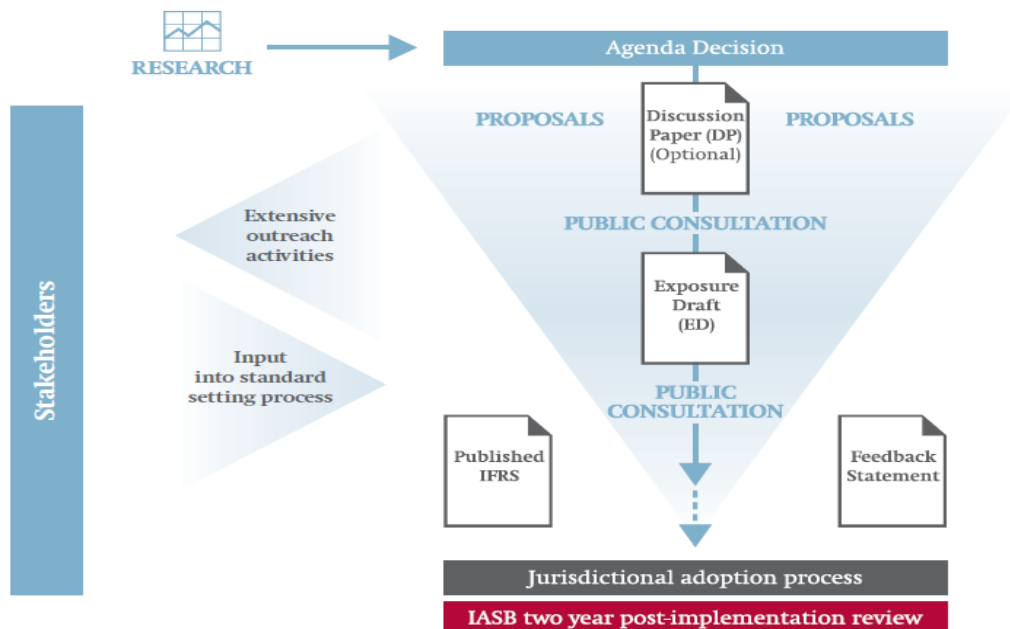 RESEARCH
Agenda Decision
PROPOSALS
Discussion
Paper (DP)
(Optional)
PROPOSALS
PUBLIC CONSULTATION
Exposure
Draft
(ED)
PUBLIC
CONSULTATION
Stakeholders
Extensive
outreach
activities
Input
into standard
setting process
Published
IFRS
Feedback
Statement
Jurisdictional adoption process
IASB two year post-implementation review